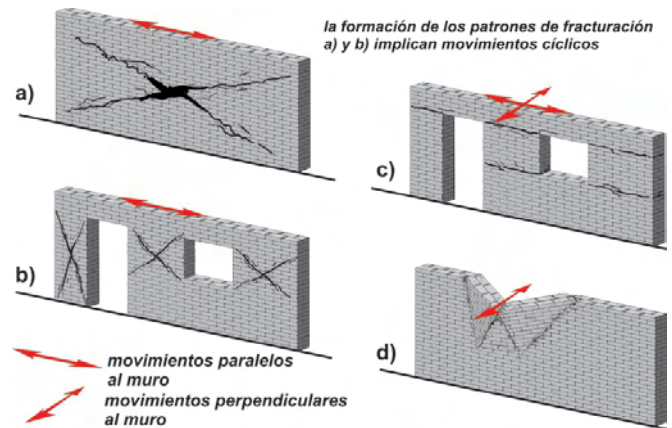 la formación de los patrones de fracturación
a) y b) implican movimientos cíclicos
a)
c)
b)
d)
movimientos paralelos
al muro
movimientos perpendiculares
al muro